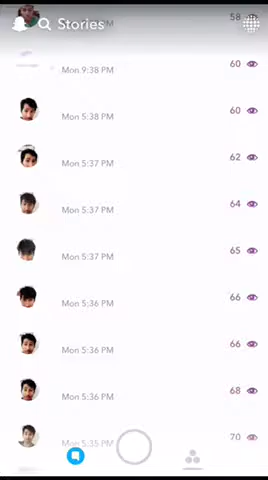 58
Stories
60
Mon 9:38 PM
60
Mon 5:38 PM
62
Mon 5:37 PM
64
Mon 5:37 PM
65
Mon 5:37 PM
66
Mon 5:36 PM
66
Mon 5:36 PM
68
Mon 5:36 PM
70
Mon 5:35 PM